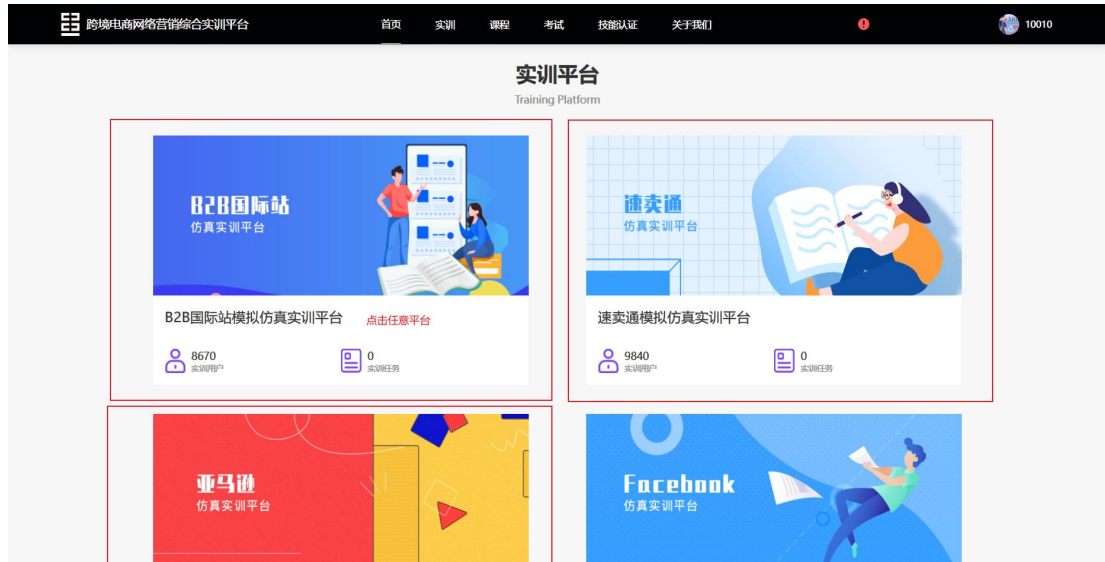 跨境电商网络营销综合实训平台 首页 实训 课程 考试 技能认证 关于我们 10010
实训平台
Training Platform
B2B国际站
仿真实训平台
速卖通
仿真实训平台
B2B国际站模拟仿真实训平台 点击任意平台
8670
实训用户
0
实训任务
速卖通模拟仿真实训平台
9840
实训用户
0
实训任务
亚马逊
仿真实训平台
Facebook
仿真实训平台